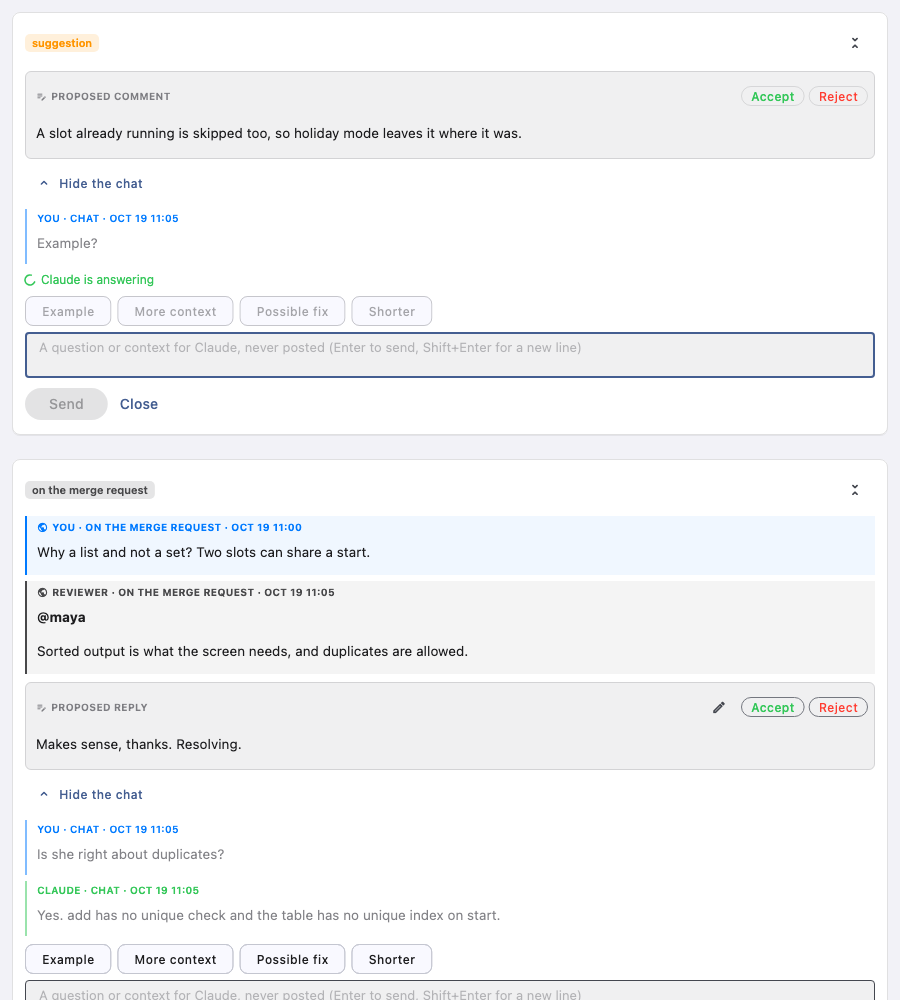 suggestion
PROPOSED COMMENT
Accept
Reject
A slot already running is skipped too, so holiday mode leaves it where it was.
Hide the chat
YOU · CHAT · OCT 19 11:05
Example?
Claude is answering
Example
More context
Possible fix
Shorter
A question or context for Claude, never posted (Enter to send, Shift+Enter for a new line)
Send
Close
on the merge request
YOU · ON THE MERGE REQUEST · OCT 19 11:00
Why a list and not a set? Two slots can share a start.
REVIEWER · ON THE MERGE REQUEST · OCT 19 11:05
@maya
Sorted output is what the screen needs, and duplicates are allowed.
PROPOSED REPLY
Accept
Reject
Makes sense, thanks. Resolving.
Hide the chat
YOU · CHAT · OCT 19 11:05
Is she right about duplicates?
CLAUDE · CHAT · OCT 19 11:05
Yes. add has no unique check and the table has no unique index on start.
Example
More context
Possible fix
Shorter
A question or context for Claude, never posted (Enter to send, Shift+Enter for a new line)